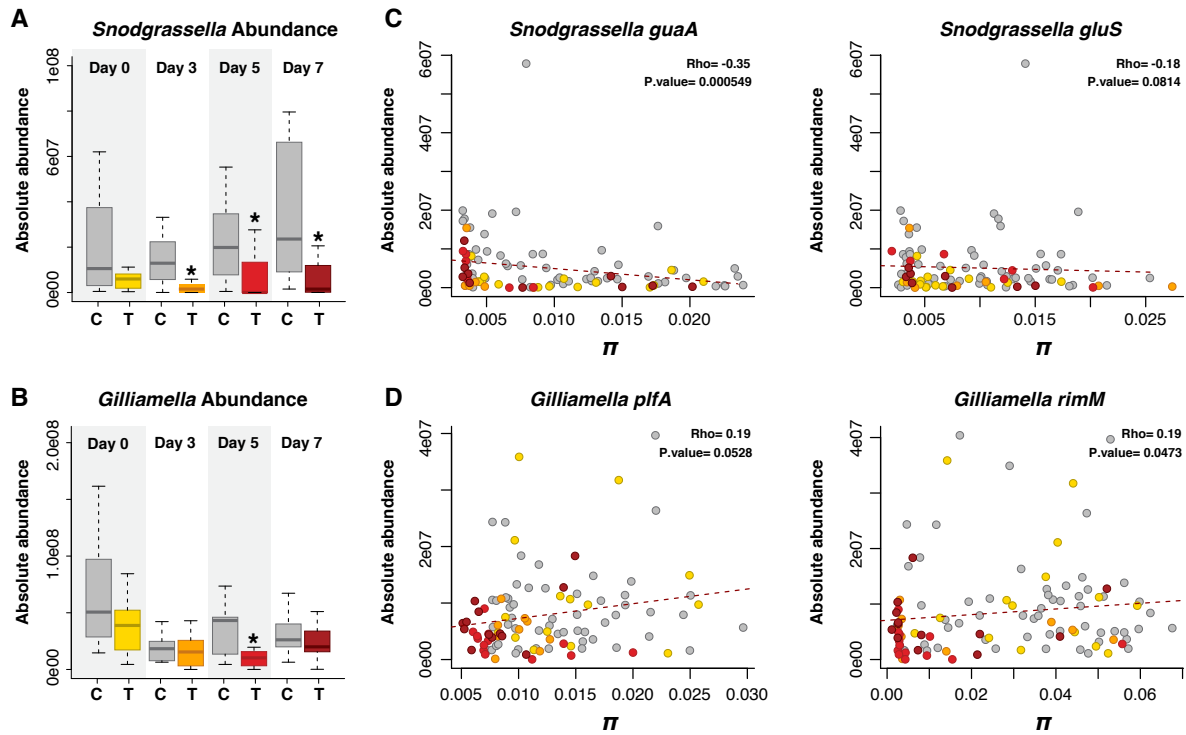 A
Snodgrassella Abundance
Absolute abundance
1e08
6e07
0e00
Day 0 Day 3 Day 5 Day 7
* * *
C T C T C T C T
C
Snodgrassella guaA
Absolute abundance
6e07
4e07
2e07
0e00
Rho= -0.35
P.value= 0.000549
0.005 0.010 0.015 0.020
π
Snodgrassella gluS
Absolute abundance
6e07
4e07
2e07
0e00
Rho= -0.18
P.value= 0.0814
0.005 0.015 0.025
π
B
Gilliamella Abundance
Absolute abundance
2.0e08
1.0e08
0e00
Day 0 Day 3 Day 5 Day 7
*
C T C T C T C T
D
Gilliamella plfA
Absolute abundance
4e07
2e07
0e00
Rho= 0.19
P.value= 0.0528
0.005 0.010 0.015 0.020 0.025 0.030
π
Gilliamella rimM
Absolute abundance
4e07
2e07
0e00
Rho= 0.19
P.value= 0.0473
0.00 0.02 0.04 0.06
π